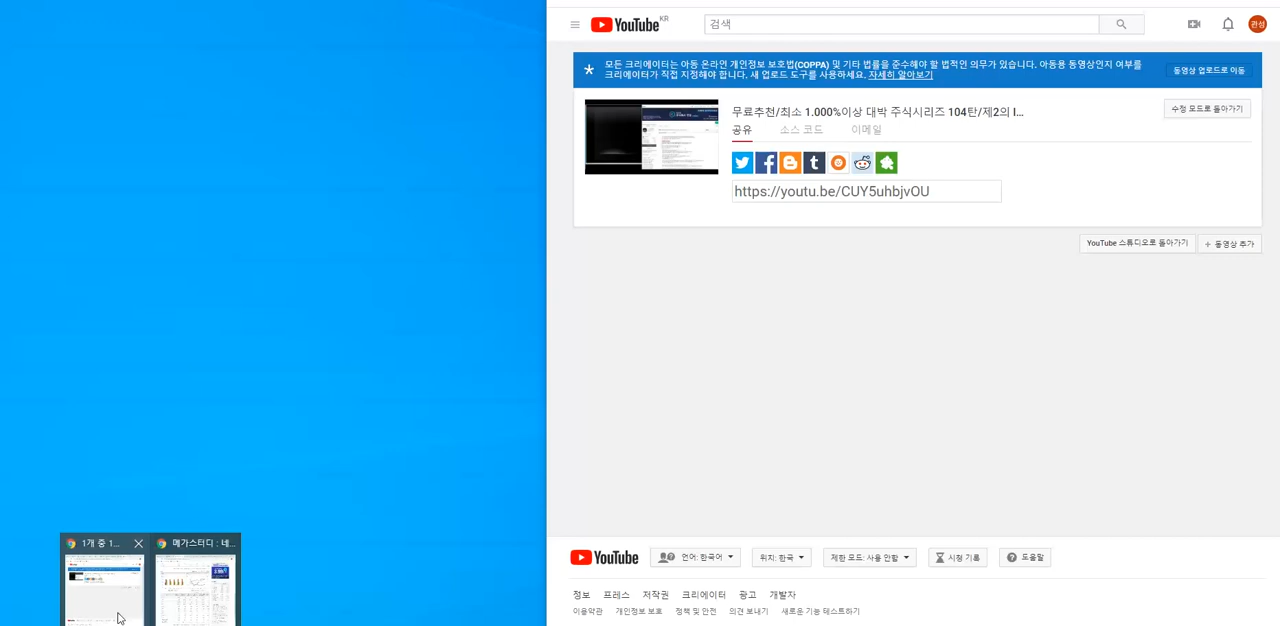 YouTube KR
검색
관성
모든 크리에이터는 아동 온라인 개인정보 보호법(COPPA) 및 기타 법률을 준수해야 할 법적인 의무가 있습니다. 아동용 동영상인지 여부를
크리에이터가 직접 지정해야 합니다. 새 업로드 도구를 사용하세요. 자세히 알아보기
동영상 업로드로 이동
무료추천/최소 1.000%이상 대박 주식시리즈 104탄/제2의 I...
수정 모드로 돌아가기
공유 소스 코드 이메일
https://youtu.be/CUY5uhbjvOU
YouTube 스튜디오로 돌아가기
+ 동영상 추가
1개 중 1...
메가스터디 : 네...
YouTube
언어: 한국어
위치: 한국
제한 모드: 사용 안함
시청 기록
도움말
정보 프레스 저작권 크리에이터 광고 개발자
이용약관 개인정보 보호 정책 및 안전 의견 보내기 새로운 기능 테스트하기